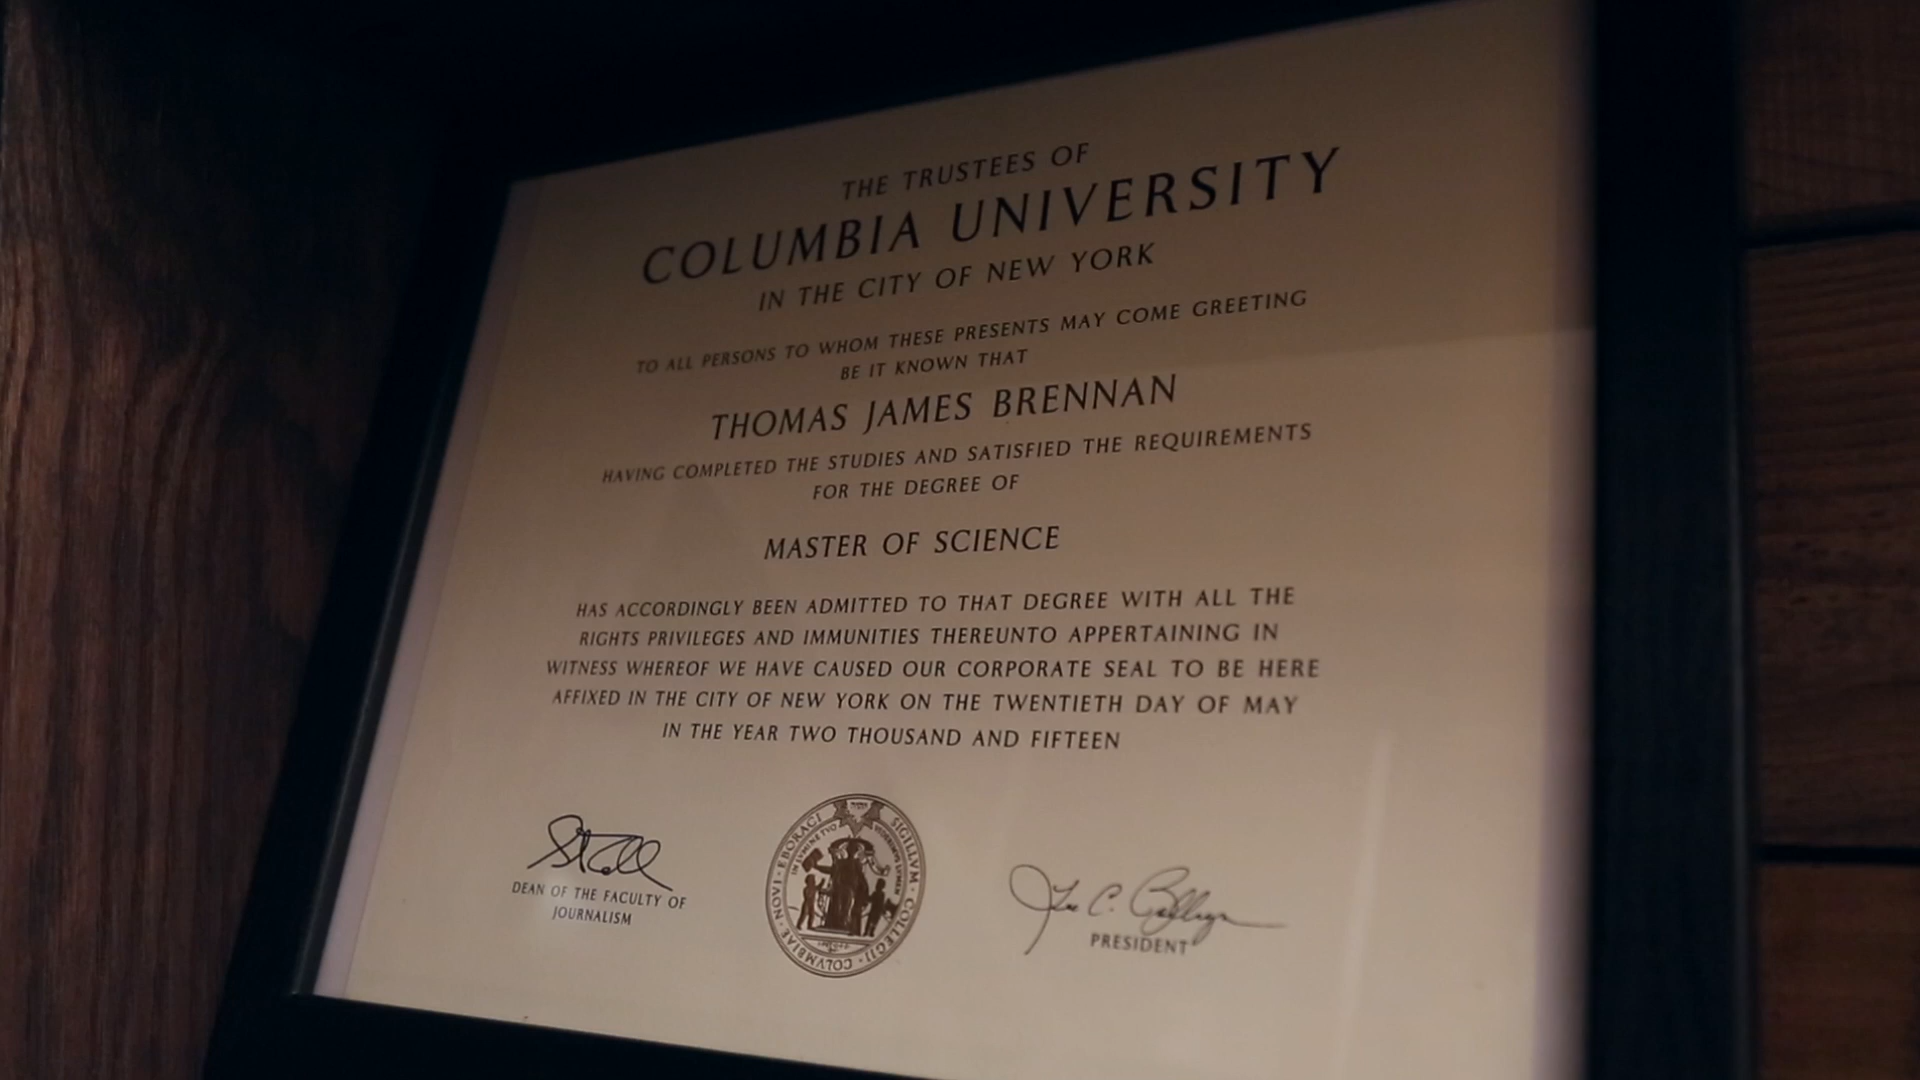 THE TRUSTEES OF
COLUMBIA UNIVERSITY
IN THE CITY OF NEW YORK
TO ALL PERSONS TO WHOM THESE PRESENTS MAY COME GREETING
BE IT KNOWN THAT
THOMAS JAMES BRENNAN
HAVING COMPLETED THE STUDIES AND SATISFIED THE REQUIREMENTS
FOR THE DEGREE OF
MASTER OF SCIENCE
HAS ACCORDINGLY BEEN ADMITTED TO THAT DEGREE WITH ALL THE
RIGHTS PRIVILEGES AND IMMUNITIES THEREUNTO APPERTAINING IN
WITNESS WHEREOF WE HAVE CAUSED OUR CORPORATE SEAL TO BE HERE
AFFIXED IN THE CITY OF NEW YORK ON THE TWENTIETH DAY OF MAY
IN THE YEAR TWO THOUSAND AND FIFTEEN
DEAN OF THE FACULTY OF
JOURNALISM
SIGILLVM · COLLEGII · COLVMBIAE · NOVI · EBORACI
PRESIDENT